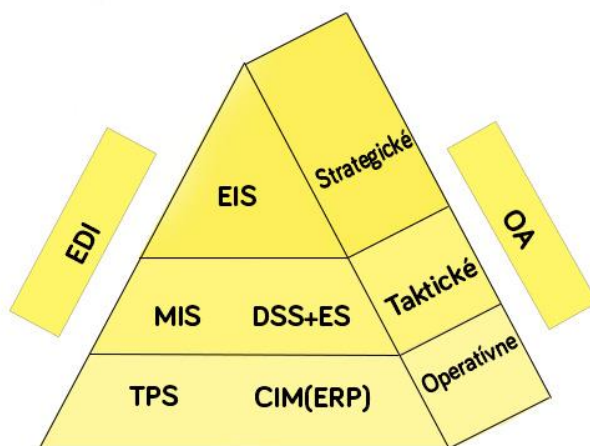 EIS
Strategické
EDI
OA
MIS DSS+ES
Taktické
TPS CIM(ERP)
Operatívne